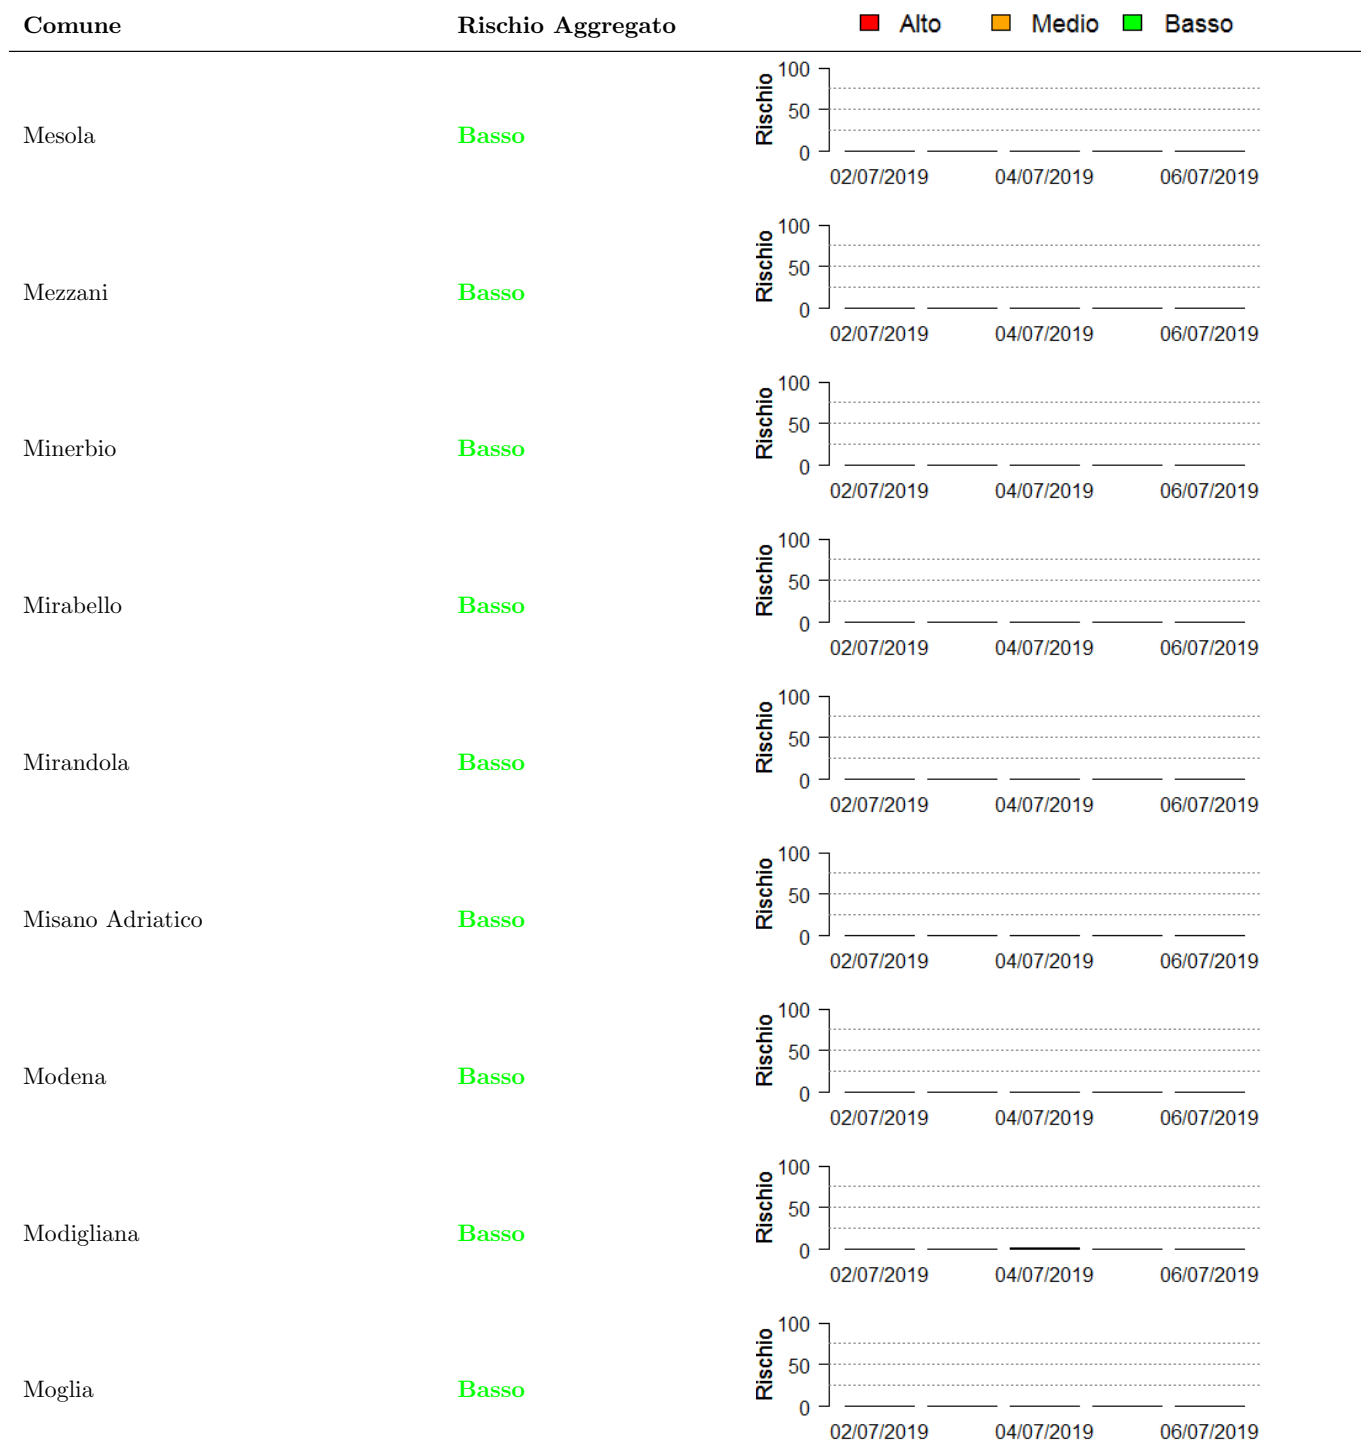 Comune Rischio Aggregato Alto Medio Basso
100
50
0
Rischio
Mesola Basso
02/07/2019 04/07/2019 06/07/2019
100
50
0
Rischio
Mezzani Basso
02/07/2019 04/07/2019 06/07/2019
100
50
0
Rischio
Minerbio Basso
02/07/2019 04/07/2019 06/07/2019
100
50
0
Rischio
Mirabello Basso
02/07/2019 04/07/2019 06/07/2019
100
50
0
Rischio
Mirandola Basso
02/07/2019 04/07/2019 06/07/2019
100
50
0
Rischio
Misano Adriatico Basso
02/07/2019 04/07/2019 06/07/2019
100
50
0
Rischio
Modena Basso
02/07/2019 04/07/2019 06/07/2019
100
50
0
Rischio
Modigliana Basso
02/07/2019 04/07/2019 06/07/2019
100
50
0
Rischio
Moglia Basso
02/07/2019 04/07/2019 06/07/2019